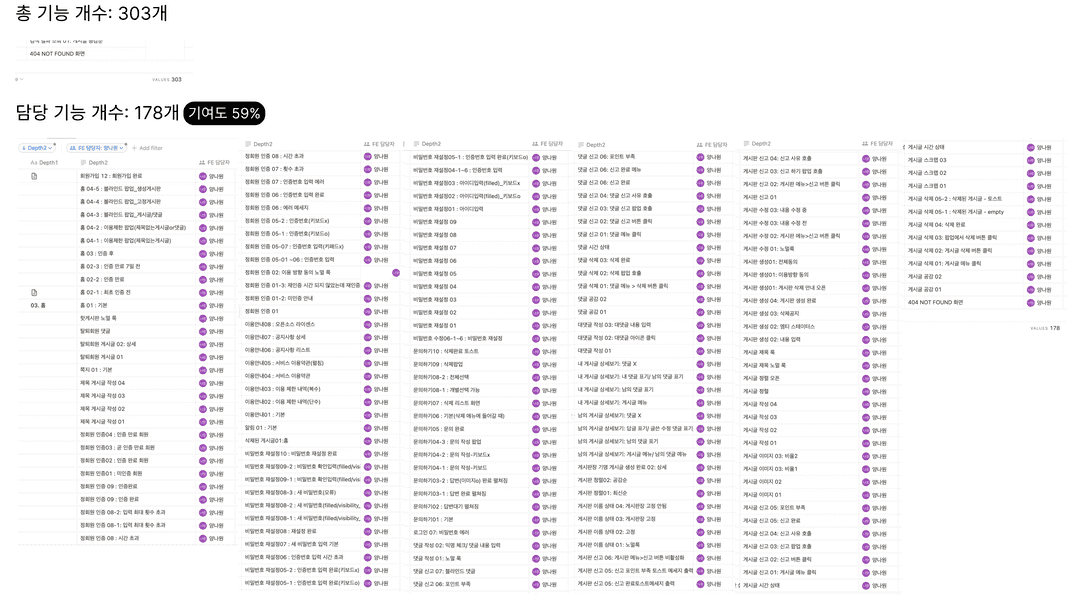 총 기능 개수: 303개
404 NOT FOUND 화면
VALUES 303
담당 기능 개수: 178개 기여도 59%
Depth2
FE 담당자: 양나원
+ Add filter
Aa Depth1
Depth2
FE 담당자
회원가입 12 : 회원가입 완료 양나원
홈 04-5 : 블라인드 팝업_생성게시판 양나원
홈 04-4 : 블라인드 팝업_고정게시판 양나원
홈 04-3 : 블라인드 팝업_게시글/댓글 양나원
홈 04-2 : 이용제한 팝업(제목없는게시글or댓글) 양나원
홈 04-1 : 이용제한 팝업(제목있는게시글) 양나원
홈 03 : 인증 후 양나원
홈 02-3 : 인증 만료 7일 전 양나원
홈 02-2 : 인증 만료 양나원
홈 02-1 : 최초 인증 전 양나원
03. 홈 홈 01 : 기본 양나원
핫게시판 노멀 룩 양나원
탈퇴회원 댓글 양나원
탈퇴회원 게시글 02: 상세 양나원
탈퇴회원 게시글 01 양나원
쪽지 01 : 기본 양나원
제목 게시글 작성 04 양나원
제목 게시글 작성 03 양나원
제목 게시글 작성 02 양나원
제목 게시글 작성 01 양나원
정회원 인증04 : 인증 만료 회원 양나원
정회원 인증03 : 곧 인증 만료 회원 양나원
정회원 인증02 : 인증 완료 회원 양나원
정회원 인증01 : 미인증 회원 양나원
정회원 인증 09 : 인증완료 양나원
정회원 인증 09 : 인증 완료 양나원
정회원 인증 08-2: 입력 최대 횟수 초과 양나원
정회원 인증 08-1: 입력 최대 횟수 초과 양나원
정회원 인증 08 : 시간 초과 양나원
Depth2
FE 담당자
정회원 인증 08 : 시간 초과 양나원
정회원 인증 07 : 횟수 초과 양나원
정회원 인증 07 : 인증번호 입력 에러 양나원
정회원 인증 06 : 인증번호 입력 완료 양나원
정회원 인증 06 : 에러 메세지 양나원
정회원 인증 05-2 : 인증번호(키보드x) 양나원
정회원 인증 05-1 : 인증번호(키보드o) 양나원
정회원 인증 05-07 : 인증번호 입력(키패드x) 양나원
정회원 인증 05-01 ~06 : 인증번호 입력 양나원
정회원 인증 02: 이용 방향 동의 노멀 룩
정회원 인증 01-3: 재인증 시간 되지 않았는데 재인증 양나원
정회원 인증 01-2: 미인증 안내 양나원
정회원 인증 01 양나원
이용안내08 : 오픈소스 라이센스 양나원
이용안내07 : 공지사항 상세 양나원
이용안내06 : 공지사항 리스트 양나원
이용안내05 : 서비스 이용약관(펼침) 양나원
이용안내04 : 서비스 이용약관 양나원
이용안내03 : 이용 제한 내역(복수) 양나원
이용안내02 : 이용 제한 내역(단수) 양나원
이용안내01 : 기본 양나원
알림 01 : 기본 양나원
삭제된 게시글01:홈 양나원
비밀번호 재설정10 : 비밀번호 재설정 완료 양나원
비밀번호 재설정09-2 : 비밀번호 확인입력(filled/visi 양나원
비밀번호 재설정09-1 : 비밀번호 확인입력(filled/visi 양나원
비밀번호 재설정08-3 : 새 비밀번호(오류) 양나원
비밀번호 재설정08-2 : 새 비밀번호(filled/visibility_ 양나원
비밀번호 재설정08-1 : 새 비밀번호(filled/visibility_ 양나원
비밀번호 재설정08 : 재설정 완료 양나원
비밀번호 재설정07 : 새 비밀번호 입력 기본 양나원
비밀번호 재설정06 : 인증번호 입력 시간 초과 양나원
비밀번호 재설정05-2 : 인증번호 입력 완료(키보드x) 양나원
비밀번호 재설정05-1 : 인증번호 입력 완료(키보드o) 양나원
Depth2
FE 담당자
비밀번호 재설정05-1 : 인증번호 입력 완료(키보드o) 양나원
비밀번호 재설정04-1~6 : 인증번호 입력 양나원
비밀번호 재설정03 : 아이디입력(filled)_키보드x 양나원
비밀번호 재설정02 : 아이디입력(filled)_키보드o 양나원
비밀번호 재설정01 : 아이디입력 양나원
비밀번호 재설정 09 양나원
비밀번호 재설정 08 양나원
비밀번호 재설정 07 양나원
비밀번호 재설정 06 양나원
비밀번호 재설정 05 양나원
비밀번호 재설정 04 양나원
비밀번호 재설정 03 양나원
비밀번호 재설정 02 양나원
비밀번호 재설정 01 양나원
비밀번호 수정06-1~6 : 비밀번호 재설정 양나원
문의하기10 : 삭제완료 토스트 양나원
문의하기09 : 삭제팝업 양나원
문의하기08-2 : 전체선택 양나원
문의하기08-1 : 개별선택 가능 양나원
문의하기07 : 삭제 리스트 화면 양나원
문의하기06 : 기본(삭제 메뉴에 들어갈 때) 양나원
문의하기05 : 문의 완료 양나원
문의하기04-3 : 문의 작성 팝업 양나원
문의하기04-2 : 문의 작성-키보드x 양나원
문의하기04-1 : 문의 작성-키보드 양나원
문의하기03-2 : 답변(이미지o) 완료 펼쳐짐 양나원
문의하기03-1 : 답변 완료 펼쳐짐 양나원
문의하기02 : 답변대기 펼쳐짐 양나원
문의하기01 : 기본 양나원
로그인 07: 비밀번호 에러 양나원
댓글 작성 02: 익명 체크/ 댓글 내용 입력 양나원
댓글 작성 01 : 노멀 룩 양나원
댓글 신고 07: 블라인드 댓글 양나원
댓글 신고 06: 포인트 부족 양나원
Depth2
FE 담당자
댓글 신고 06: 포인트 부족 양나원
댓글 신고 06: 신고 완료 메뉴 양나원
댓글 신고 06: 신고 완료 양나원
댓글 신고 04: 댓글 신고 사유 호출 양나원
댓글 신고 03: 댓글 신고 팝업 호출 양나원
댓글 신고 02: 댓글 신고 버튼 클릭 양나원
댓글 신고 01: 댓글 메뉴 클릭 양나원
댓글 시간 상태 양나원
댓글 삭제 03: 삭제 완료 양나원
댓글 삭제 02: 삭제 팝업 호출 양나원
댓글 삭제 01: 댓글 메뉴 > 삭제 버튼 클릭 양나원
댓글 공감 02 양나원
댓글 공감 01 양나원
대댓글 작성 03: 대댓글 내용 입력 양나원
대댓글 작성 02: 대댓글 아이콘 클릭 양나원
대댓글 작성 01 양나원
내 게시글 상세보기: 댓글 X 양나원
내 게시글 상세보기: 내 댓글 표기/ 남의 댓글 표기 양나원
내 게시글 상세보기: 남의 댓글 표기 양나원
내 게시글 상세보기: 게시글 메뉴 양나원
남의 게시글 상세보기: 댓글 X 양나원
남의 게시글 상세보기: 답글 표기/ 글쓴 수정 댓글 표기 양나원
남의 게시글 상세보기: 남의 댓글 표기 양나원
남의 게시글 상세보기: 게시글 메뉴/ 남의 댓글 메뉴 양나원
게시판장 기명 게시글 생성 완료 02: 상세 양나원
게시판 정렬02: 공감순 양나원
게시판 정렬01: 최신순 양나원
게시판 이름 상태 04: 게시판장 고정 안됨 양나원
게시판 이름 상태 03: 게시판장 고정 양나원
게시판 이름 상태 02: 고정 양나원
게시판 이름 상태 01: 노멀룩 양나원
게시판 신고 06: 게시판 메뉴>신고 버튼 비활성화 양나원
게시판 신고 05: 신고 포인트 부족 토스트 메세지 출력 양나원
게시판 신고 05: 신고 완료토스트메세지 출력 양나원
Depth2
FE 담당자
게시판 신고 04: 신고 사유 호출 양나원
게시판 신고 03: 신고 하기 팝업 호출 양나원
게시판 신고 02: 게시판 메뉴>신고 버튼 클릭 양나원
게시판 신고 01 양나원
게시판 수정 03: 내용 수정 중 양나원
게시판 수정 03: 내용 수정 전 양나원
게시판 수정 02: 게시판 메뉴>신고 버튼 클릭 양나원
게시판 수정 01: 노멀룩 양나원
게시판 생성01: 전체동의 양나원
게시판 생성01: 이용방향 동의 양나원
게시판 생성01: 게시판 삭제 안내 오픈 양나원
게시판 생성 04: 게시판 생성 완료 양나원
게시판 생성 03: 삭제공지 양나원
게시판 생성 02: 엠티 스테이터스 양나원
게시판 생성 02: 내용 입력 양나원
게시글 제목 룩 양나원
게시글 제목 노멀 룩 양나원
게시글 정렬 오픈 양나원
게시글 정렬 양나원
게시글 작성 04 양나원
게시글 작성 03 양나원
게시글 작성 02 양나원
게시글 작성 01 양나원
게시글 이미지 03: 비율2 양나원
게시글 이미지 03: 비율1 양나원
게시글 이미지 02 양나원
게시글 이미지 01 양나원
게시글 신고 05: 포인트 부족 양나원
게시글 신고 05: 신고 완료 양나원
게시글 신고 04: 신고 사유 호출 양나원
게시글 신고 03: 신고 팝업 호출 양나원
게시글 신고 02: 신고 버튼 클릭 양나원
게시글 신고 01: 게시글 메뉴 클릭 양나원
게시글 시간 상태 양나원
게시글 시간 상태 양나원
게시글 스크랩 03 양나원
게시글 스크랩 02 양나원
게시글 스크랩 01 양나원
게시글 삭제 05-2 : 삭제된 게시글 - 토스트 양나원
게시글 삭제 05-1 : 삭제된 게시글 - empty 양나원
게시글 삭제 04: 삭제 완료 양나원
게시글 삭제 03: 팝업에서 삭제 버튼 클릭 양나원
게시글 삭제 02: 게시글 삭제 버튼 클릭 양나원
게시글 삭제 01: 게시글 메뉴 클릭 양나원
게시글 공감 02 양나원
게시글 공감 01 양나원
404 NOT FOUND 화면 양나원
VALUES 178